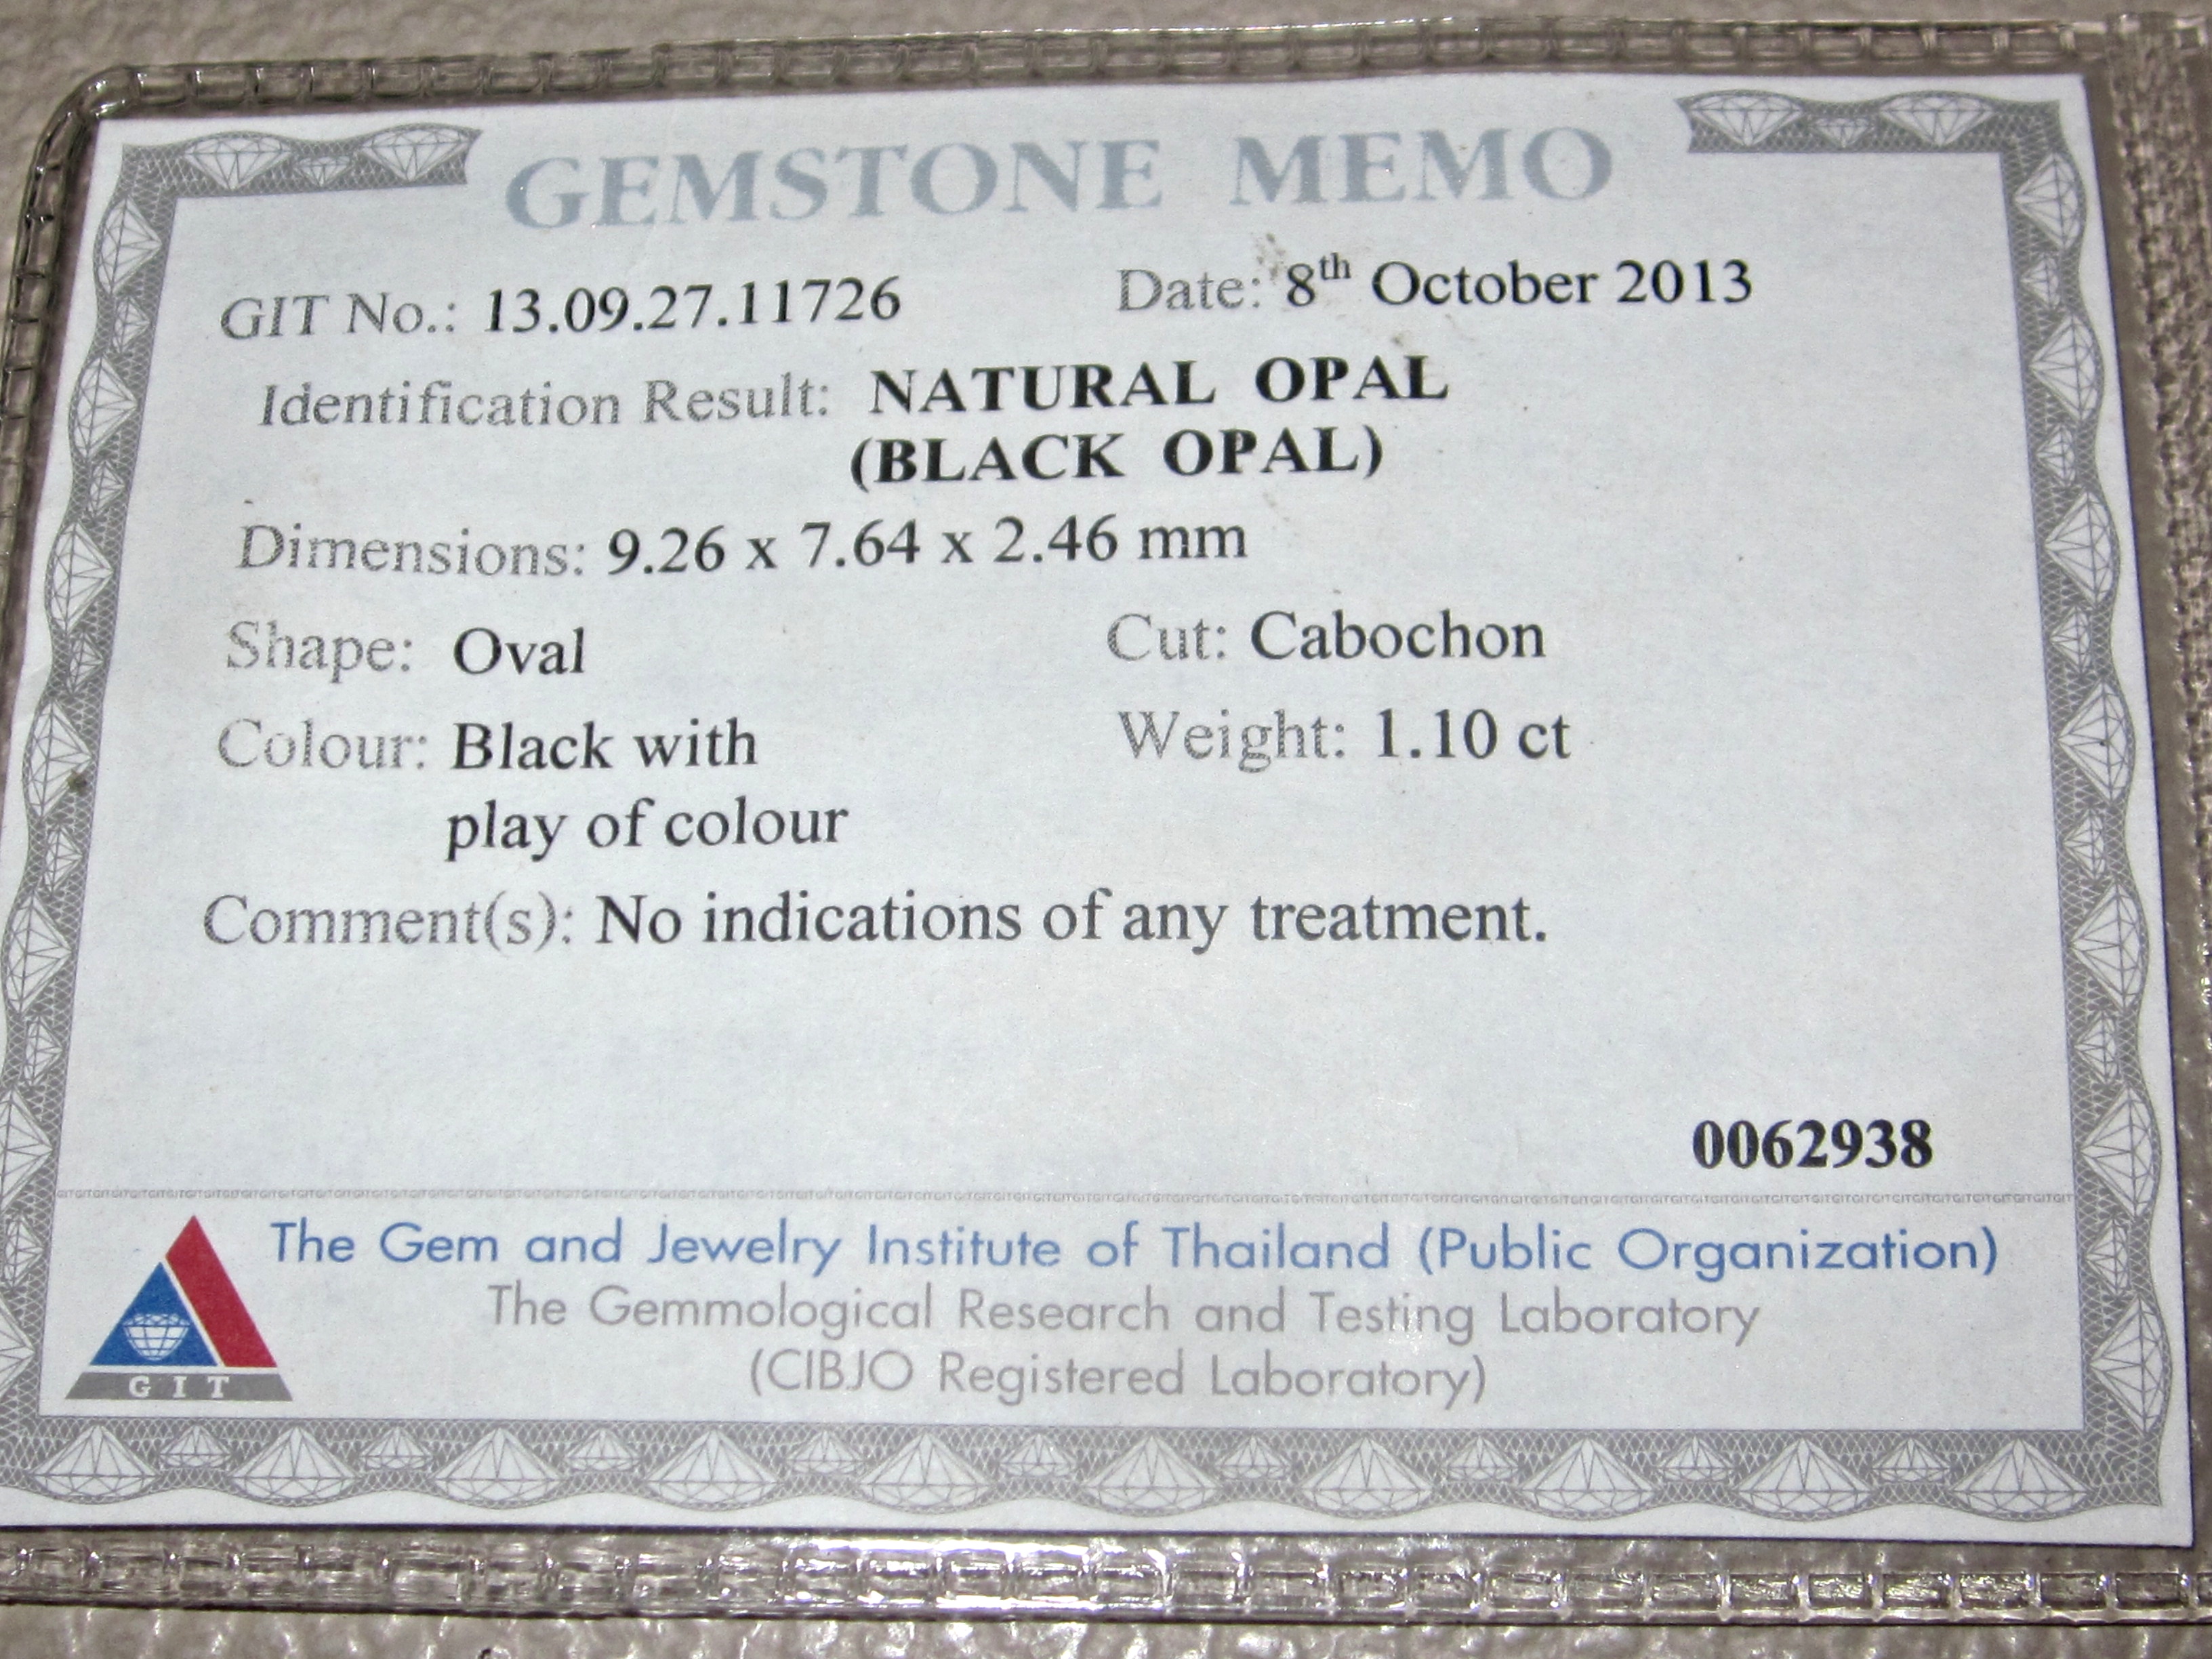 GEMSTONE MEMO
GIT No.: 13.09.27.11726 Date: 8th October 2013
Identification Result: NATURAL OPAL
(BLACK OPAL)
Dimensions: 9.26 x 7.64 x 2.46 mm
Shape: Oval Cut: Cabochon
Colour: Black with Weight: 1.10 ct
play of colour
Comment(s): No indications of any treatment.
0062938
The Gem and Jewelry Institute of Thailand (Public Organization)
The Gemmological Research and Testing Laboratory
(CIBJO Registered Laboratory)
GIT